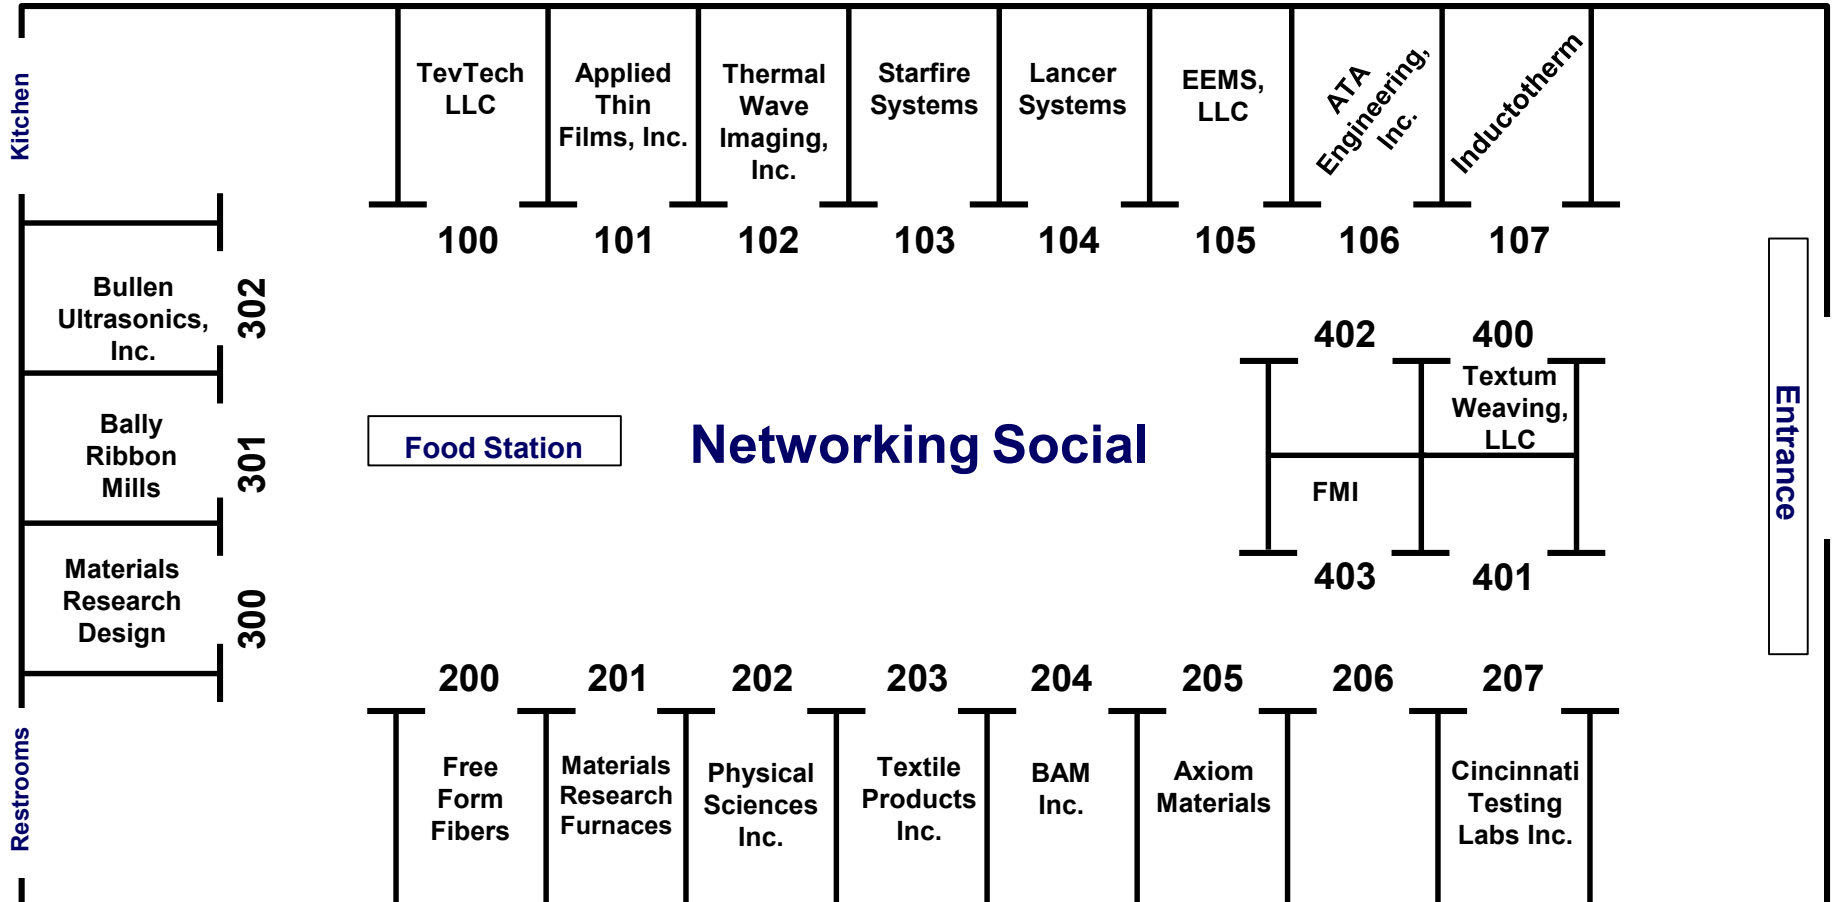 Kitchen
TevTech
LLC
Applied
Thin
Films, Inc.
Thermal
Wave
Imaging,
Inc.
Starfire
Systems
Lancer
Systems
EEMS,
LLC
ATA
Engineering,
Inc.
Inductotherm
100
101
102
103
104
105
106
107
Bullen
Ultrasonics,
Inc.
302
Bally
Ribbon
Mills
301
Materials
Research
Design
300
Food Station
Networking Social
402
400
Textum
Weaving,
LLC
FMI
403
401
Entrance
200
201
202
203
204
205
206
207
Restrooms
Free
Form
Fibers
Materials
Research
Furnaces
Physical
Sciences
Inc.
Textile
Products
Inc.
BAM
Inc.
Axiom
Materials
Cincinnati
Testing
Labs Inc.